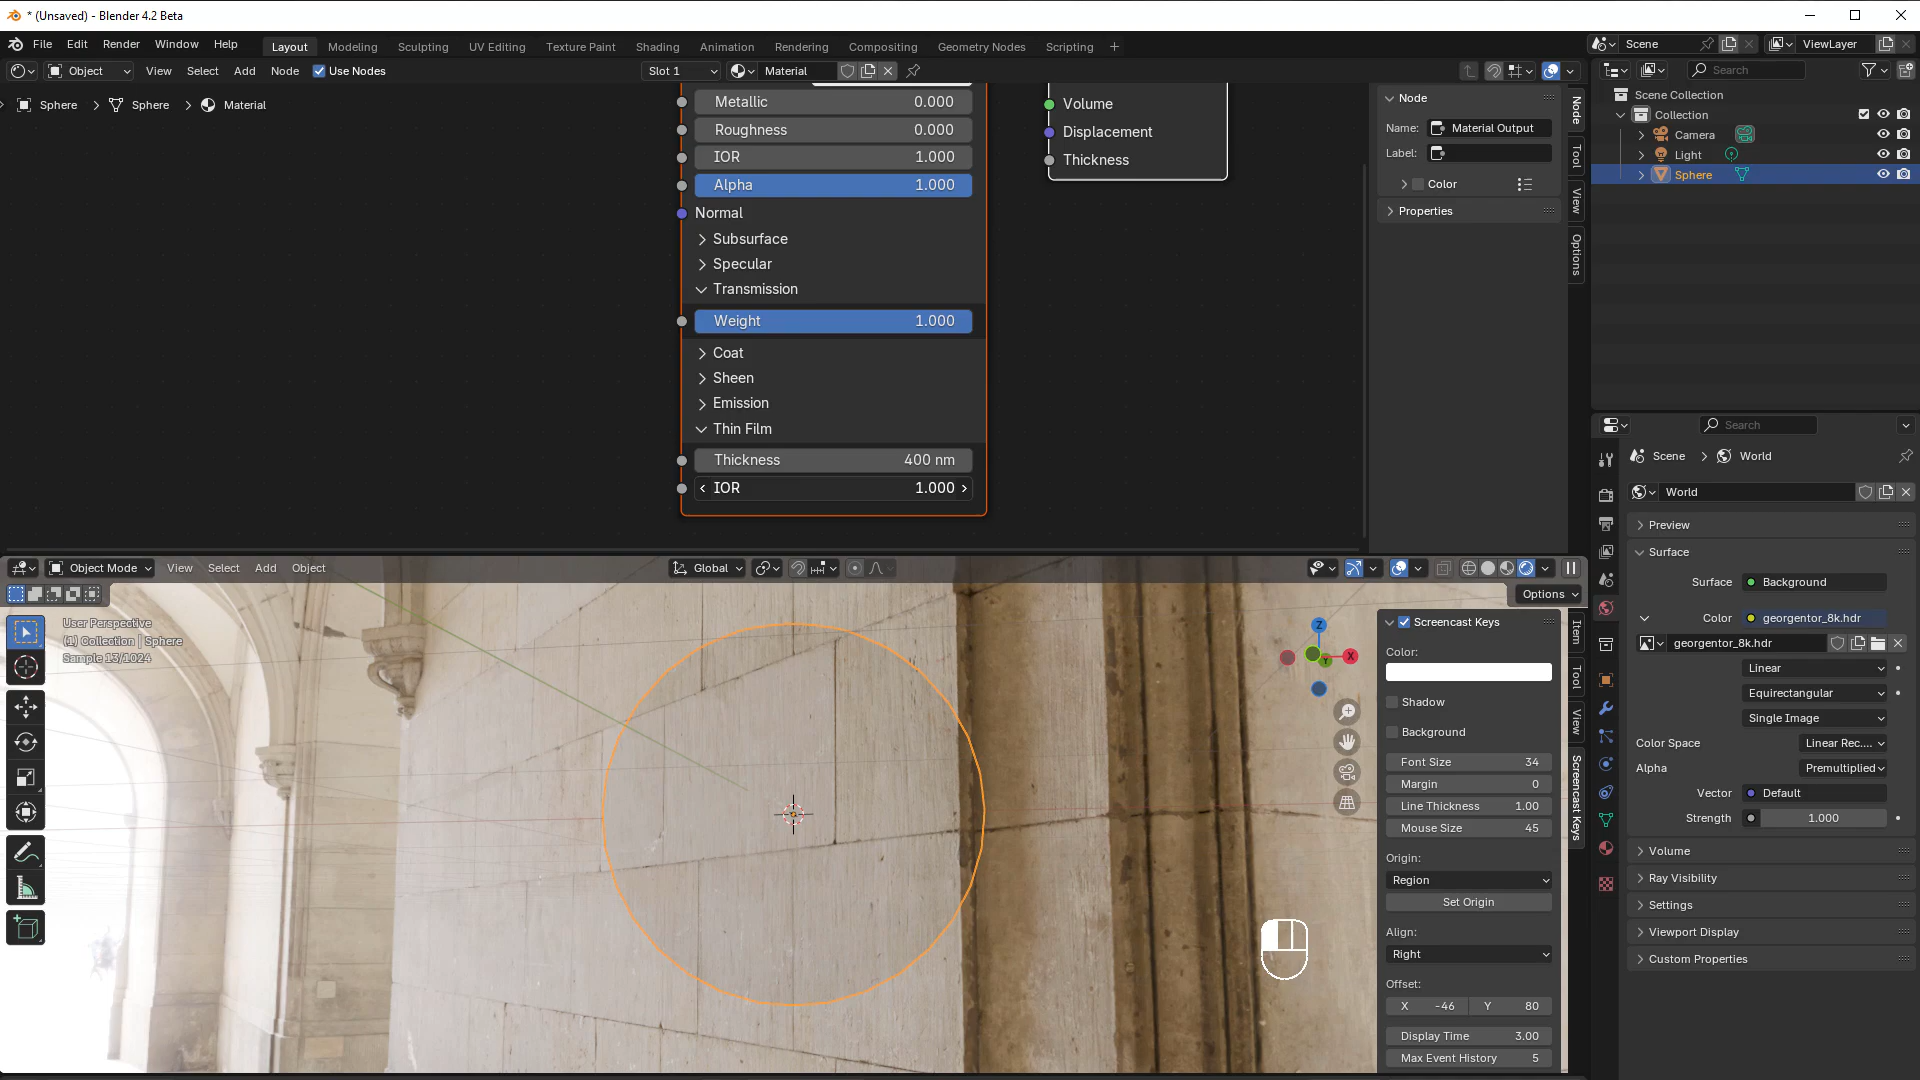 * (Unsaved) - Blender 4.2 Beta
File Edit Render Window Help
Layout Modeling Sculpting UV Editing Texture Paint Shading Animation Rendering Compositing Geometry Nodes Scripting +
Scene ViewLayer
Object View Select Add Node Use Nodes Slot 1 Material
Sphere > Sphere > Material
Metallic 0.000
Roughness 0.000
IOR 1.000
Alpha 1.000
Normal
Subsurface
Specular
Transmission
Weight 1.000
Coat
Sheen
Emission
Thin Film
Thickness 400 nm
IOR 1.000
Volume
Displacement
Thickness
Node
Name: Material Output
Label:
Color
Properties
Node
Tool
View
Options
Search
Scene Collection
Collection
Camera
Light
Sphere
Search
Scene > World
World
Preview
Surface
Surface Background
Color georgentor_8k.hdr
georgentor_8k.hdr
Linear
Equirectangular
Single Image
Color Space Linear Rec....
Alpha Premultiplied
Vector Default
Strength 1.000
Volume
Ray Visibility
Settings
Viewport Display
Custom Properties
Object Mode View Select Add Object Global
Options
User Perspective
(1) Collection | Sphere
Sample 13/1024
Z
X
Y
Screencast Keys
Color:
Shadow
Background
Font Size 34
Margin 0
Line Thickness 1.00
Mouse Size 45
Origin:
Region
Set Origin
Align:
Right
Offset:
X -46 Y 80
Display Time 3.00
Max Event History 5
Item
Tool
View
Screencast Keys